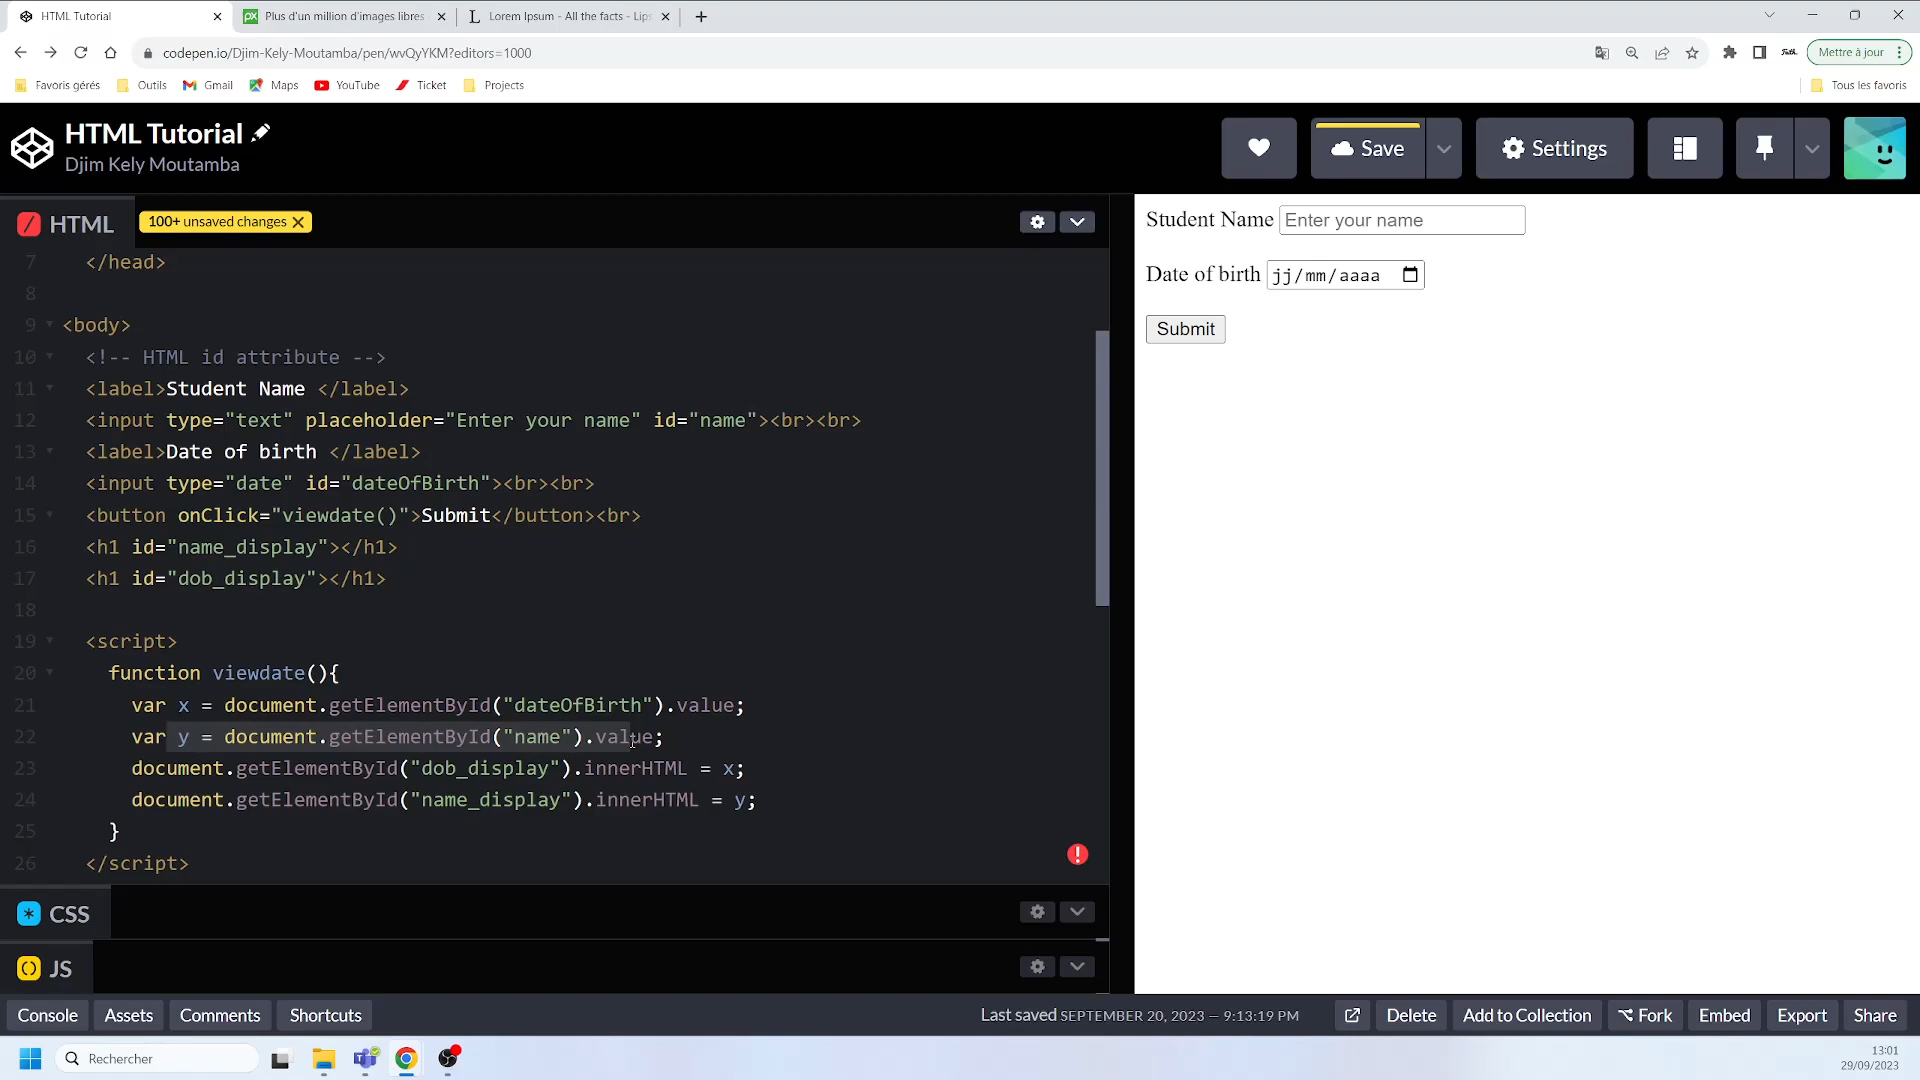 HTML Tutorial
Plus d'un million d'images libres
Lorem Ipsum - All the facts - Lips
codepen.io/Djim-Kely-Moutamba/pen/wvQyYKM?editors=1000
Mettre à jour
Favoris gérés
Outils
Gmail
Maps
YouTube
Ticket
Projects
Tous les favoris
HTML Tutorial
Djim Kely Moutamba
Save
Settings
HTML
100+ unsaved changes
7 </head>
8
9 <body>
10 <!-- HTML id attribute -->
11 <label>Student Name </label>
12 <input type="text" placeholder="Enter your name" id="name"><br><br>
13 <label>Date of birth </label>
14 <input type="date" id="dateOfBirth"><br><br>
15 <button onClick="viewdate()">Submit</button><br>
16 <h1 id="name_display"></h1>
17 <h1 id="dob_display"></h1>
18
19 <script>
20 function viewdate(){
21 var x = document.getElementById("dateOfBirth").value;
22 var y = document.getElementById("name").value;
23 document.getElementById("dob_display").innerHTML = x;
24 document.getElementById("name_display").innerHTML = y;
25 }
26 </script>
Student Name Enter your name
Date of birth jj/mm/aaaa
Submit
CSS
JS
Console
Assets
Comments
Shortcuts
Last saved SEPTEMBER 20, 2023 — 9:13:19 PM
Delete
Add to Collection
Fork
Embed
Export
Share
Rechercher
13:01
29/09/2023